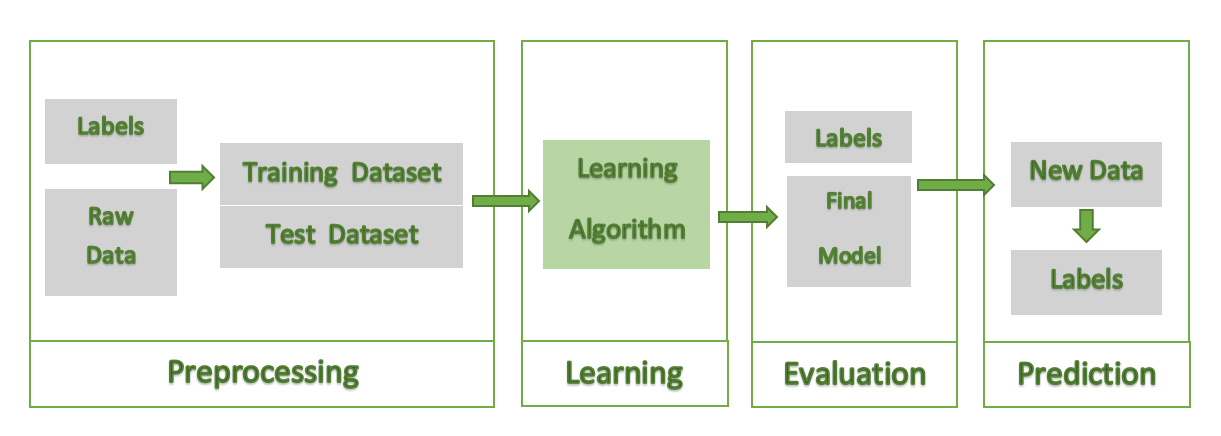 Labels
Raw
Data
Training Dataset
Test Dataset
Preprocessing
Learning
Algorithm
Learning
Labels
Final
Model
Evaluation
New Data
Labels
Prediction